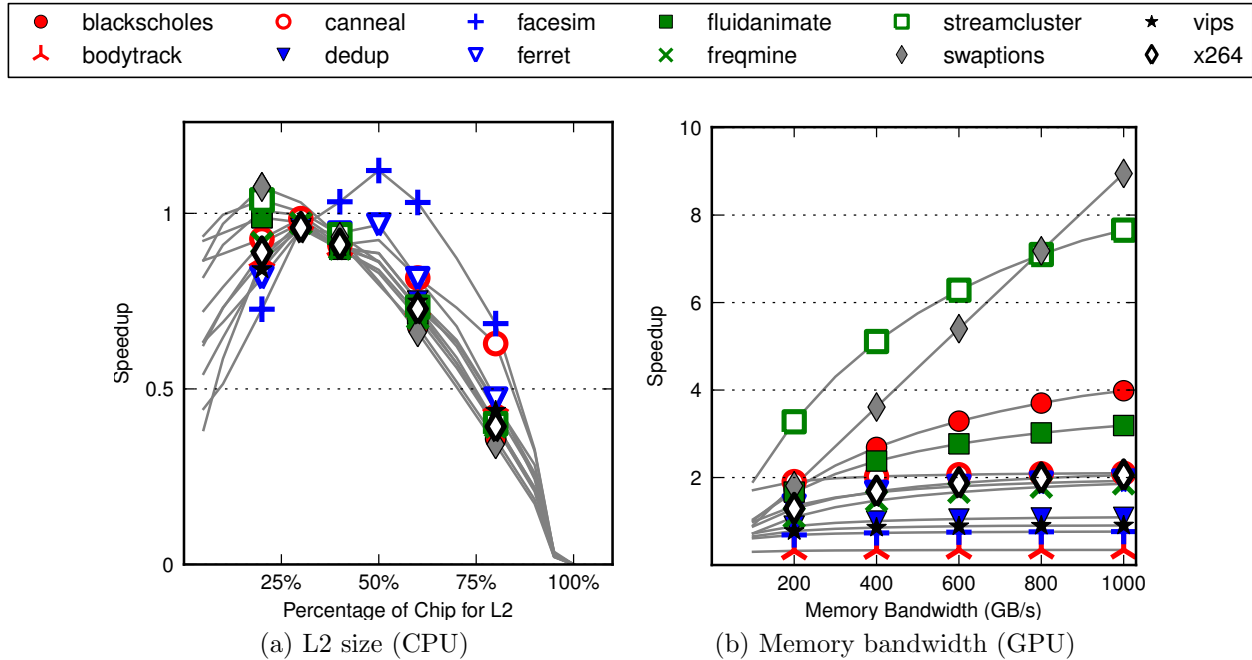 blackscholes canneal facesim fluidanimate streamcluster vips
bodytrack dedup ferret freqmine swaptions x264
1
0.5
0
Speedup
25% 50% 75% 100%
Percentage of Chip for L2
(a) L2 size (CPU)
10
8
6
4
2
Speedup
200 400 600 800 1000
Memory Bandwidth (GB/s)
(b) Memory bandwidth (GPU)